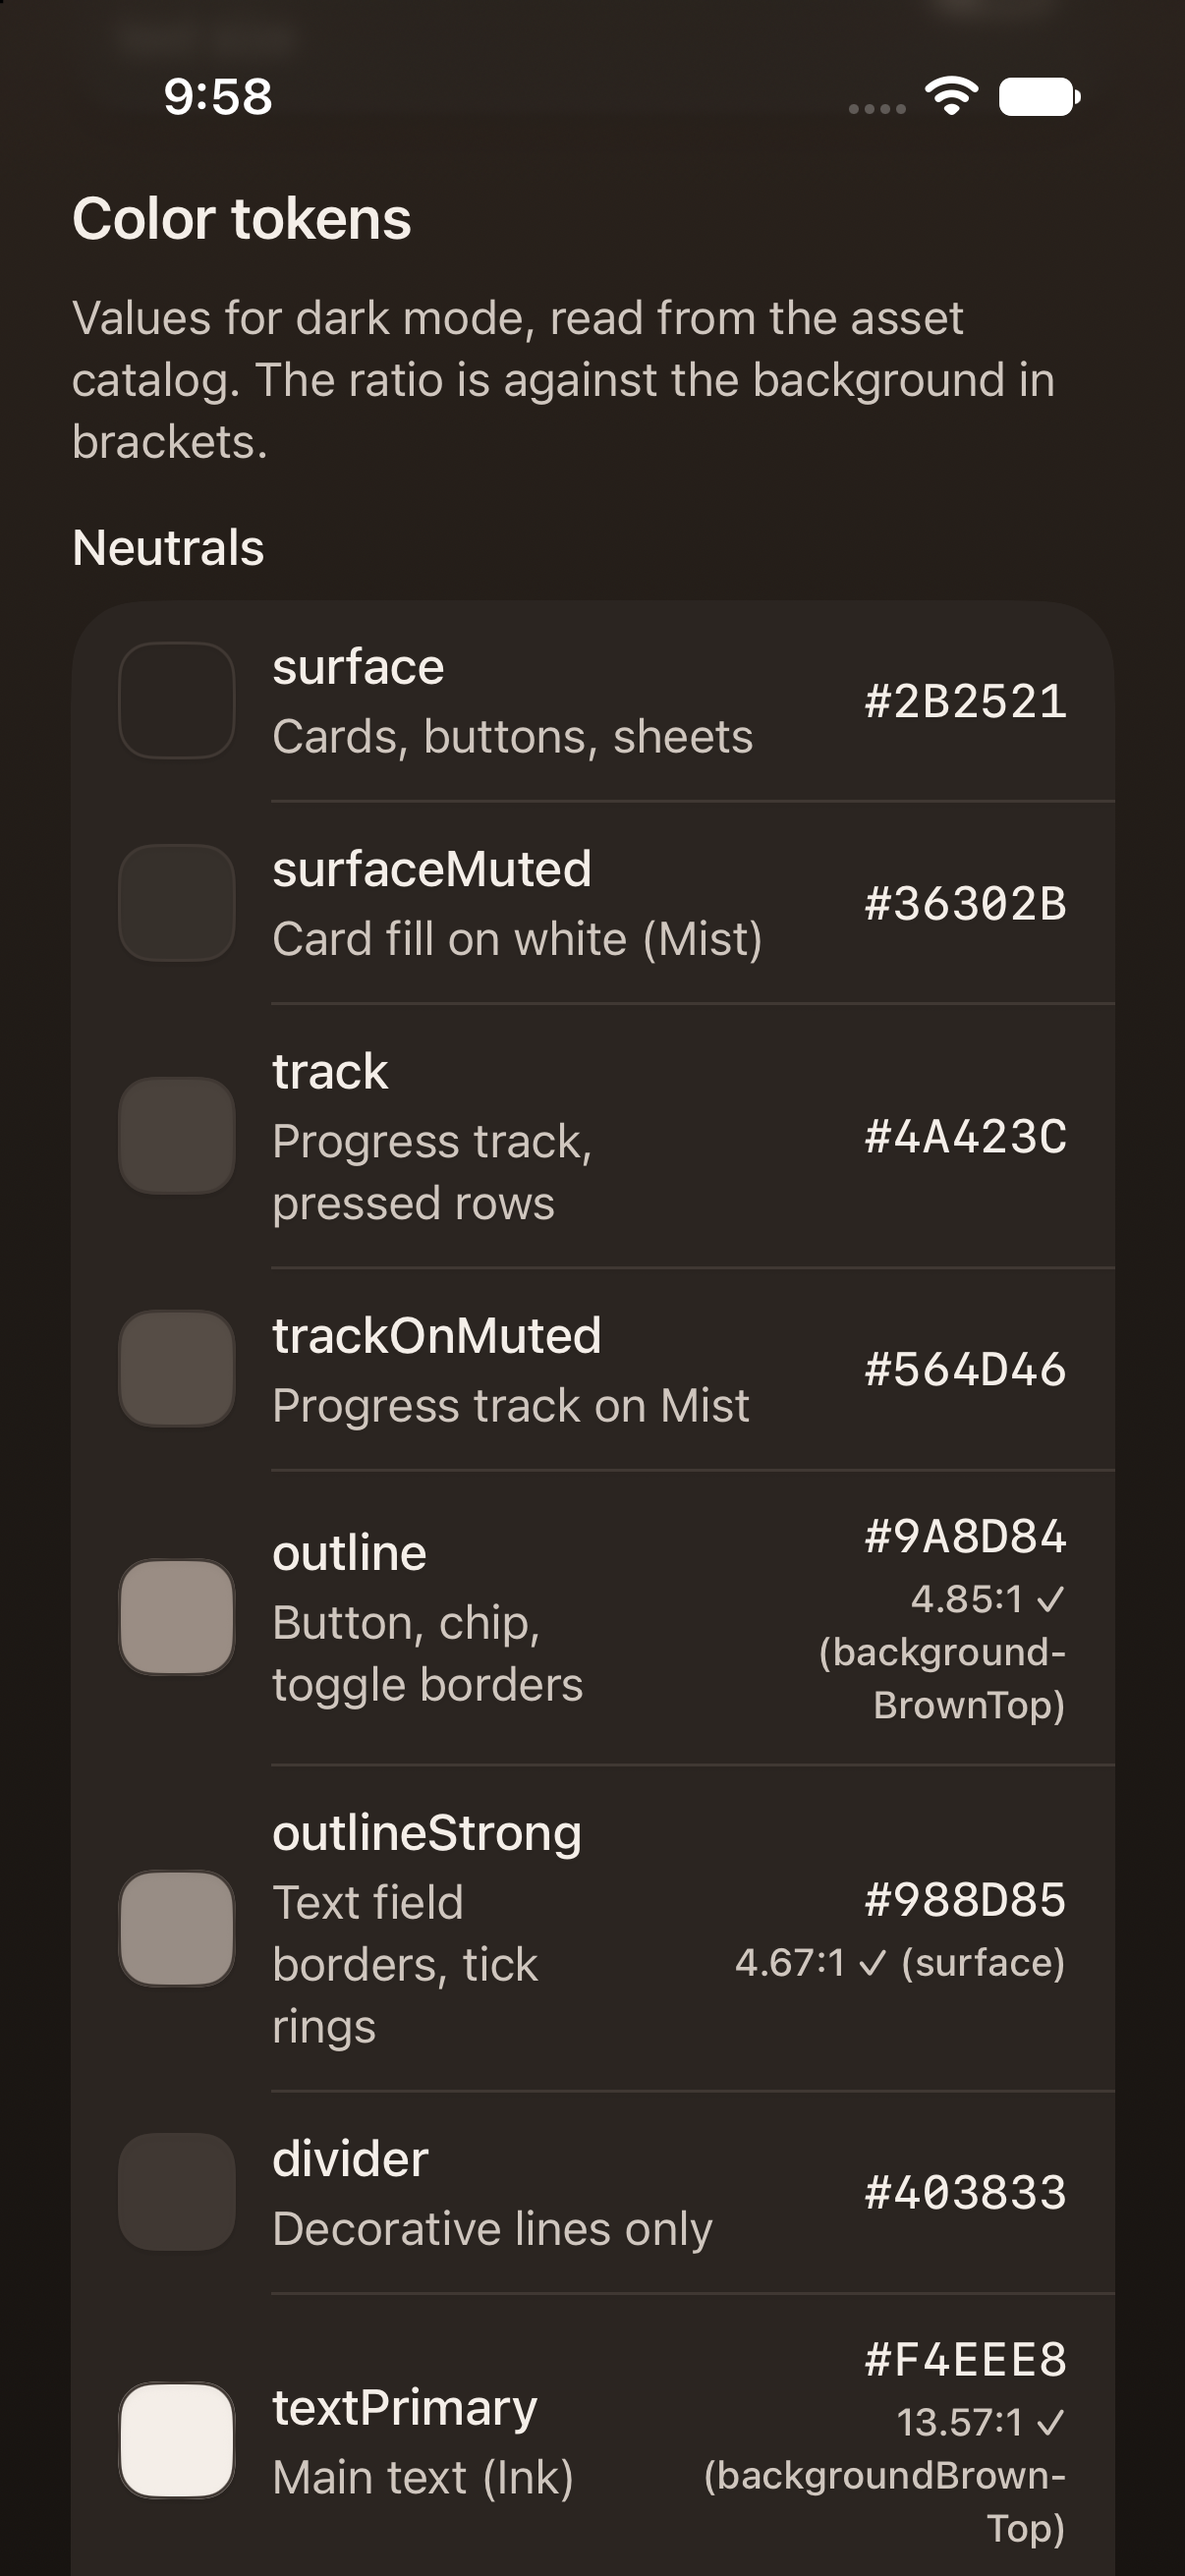 9:58
Color tokens
Values for dark mode, read from the asset
catalog. The ratio is against the background in
brackets.
Neutrals
surface
Cards, buttons, sheets
#2B2521
surfaceMuted
Card fill on white (Mist)
#36302B
track
Progress track,
pressed rows
#4A423C
trackOnMuted
Progress track on Mist
#564D46
outline
Button, chip,
toggle borders
#9A8D84
4.85:1 ✓
(background-
BrownTop)
outlineStrong
Text field
borders, tick
rings
#988D85
4.67:1 ✓ (surface)
divider
Decorative lines only
#403833
textPrimary
Main text (Ink)
#F4EEE8
13.57:1 ✓
(backgroundBrown-
Top)